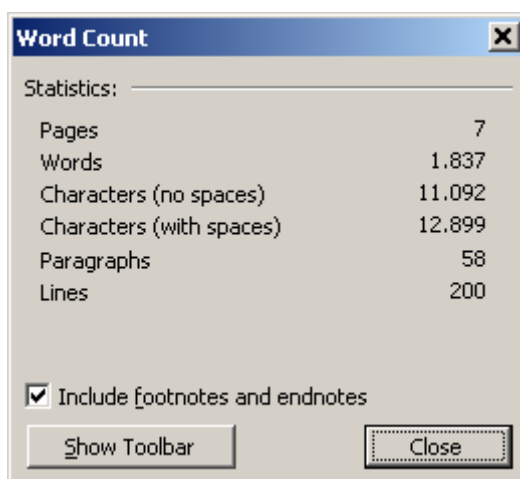 Word Count
Statistics:
Pages 7
Words 1.837
Characters (no spaces) 11.092
Characters (with spaces) 12.899
Paragraphs 58
Lines 200
Include footnotes and endnotes
Show Toolbar Close